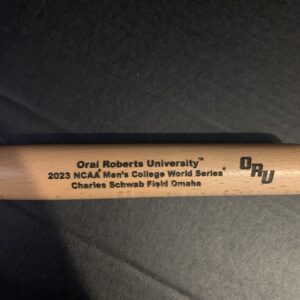 Oral Roberts University™
2023 NCAA® Men's College World Series®
Charles Schwab Field Omaha
ORU